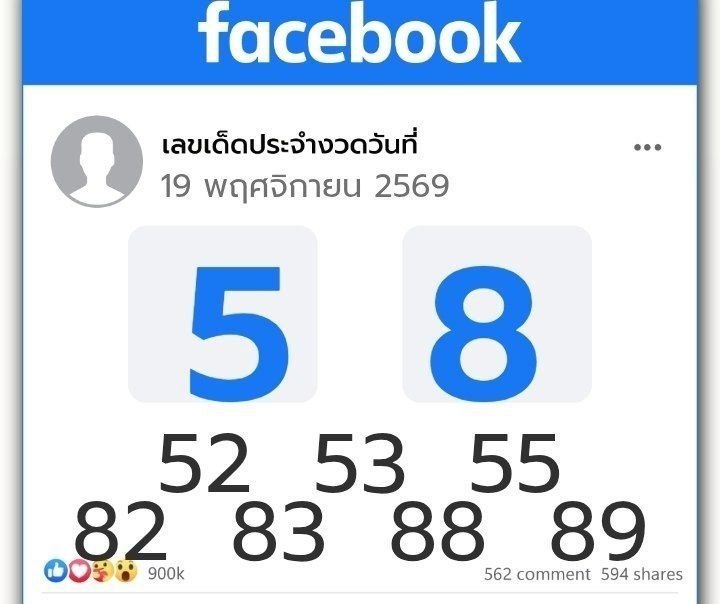 facebook
เลขเด็ดประจำงวดวันที่
19 พฤศจิกายน 2569
5 8
52 53 55
82 83 88 89
900k 562 comment 594 shares